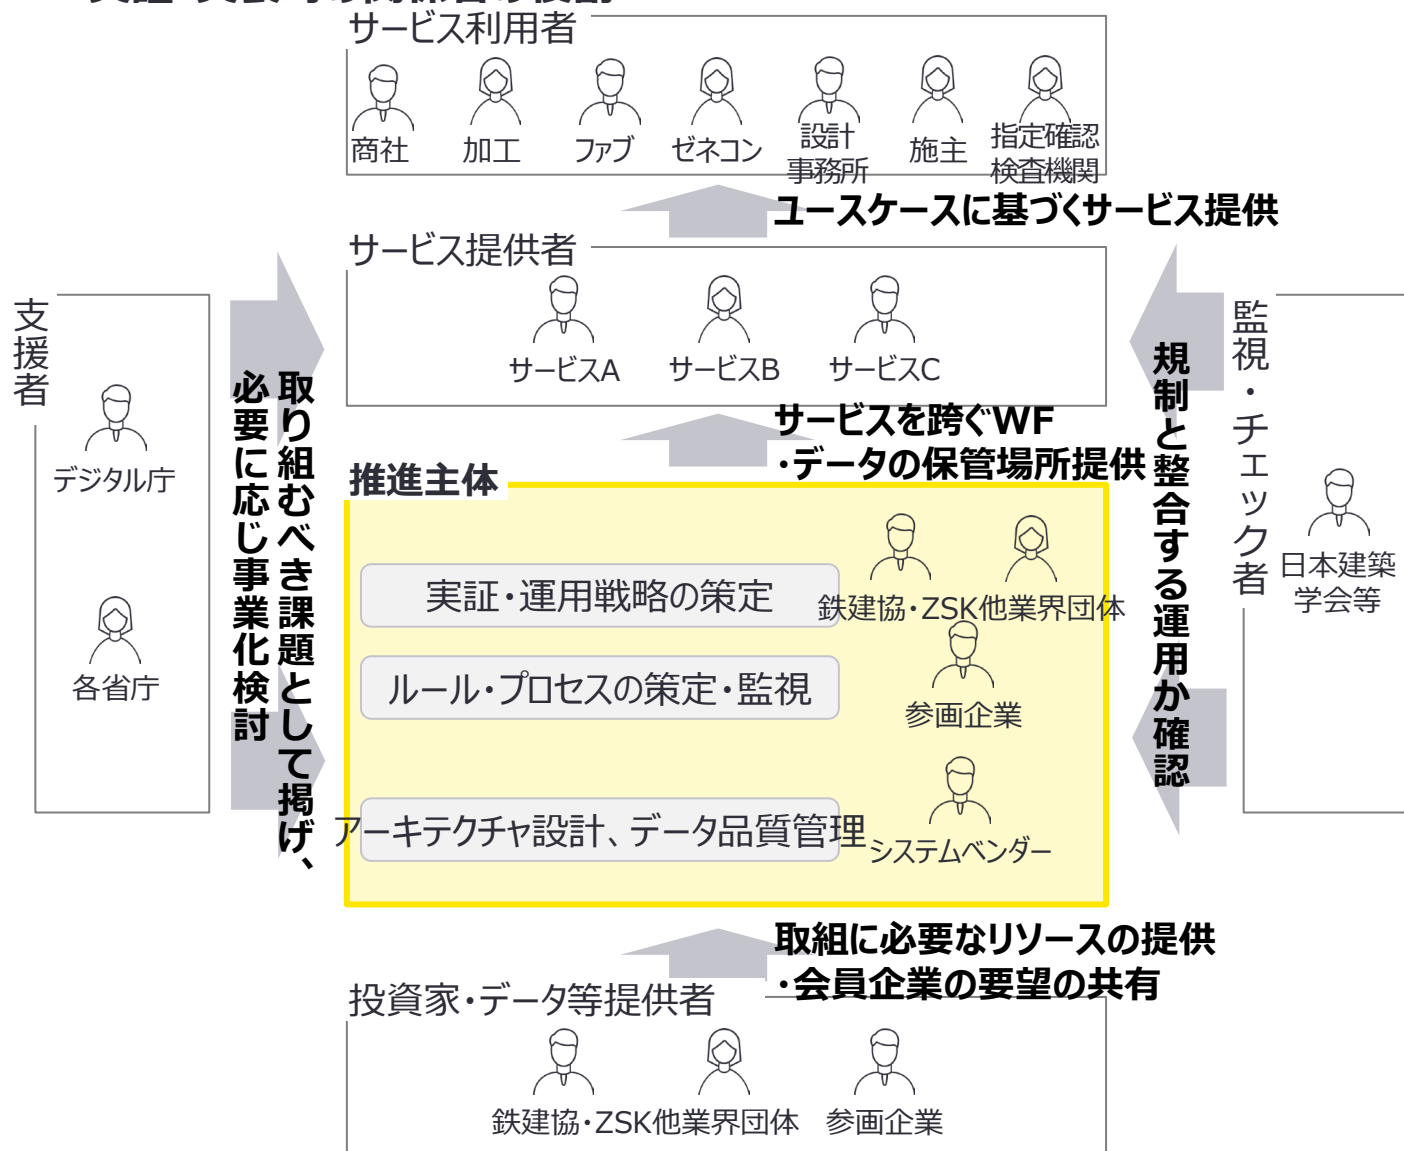 サービス利用者
商社
加工
ファブ
ゼネコン
設計
事務所
施主
指定確認
検査機関
ユースケースに基づくサービス提供
サービス提供者
サービスA
サービスB
サービスC
支援者
デジタル庁
各省庁
取り組むべき課題として掲げ、
必要に応じ事業化検討
監視・チェック者
日本建築
学会等
規制と整合する運用か確認
サービスを跨ぐWF
・データの保管場所提供
推進主体
実証・運用戦略の策定
鉄建協・ZSK他業界団体
ルール・プロセスの策定・監視
参画企業
アーキテクチャ設計、データ品質管理
システムベンダー
取組に必要なリソースの提供
・会員企業の要望の共有
投資家・データ等提供者
鉄建協・ZSK他業界団体
参画企業